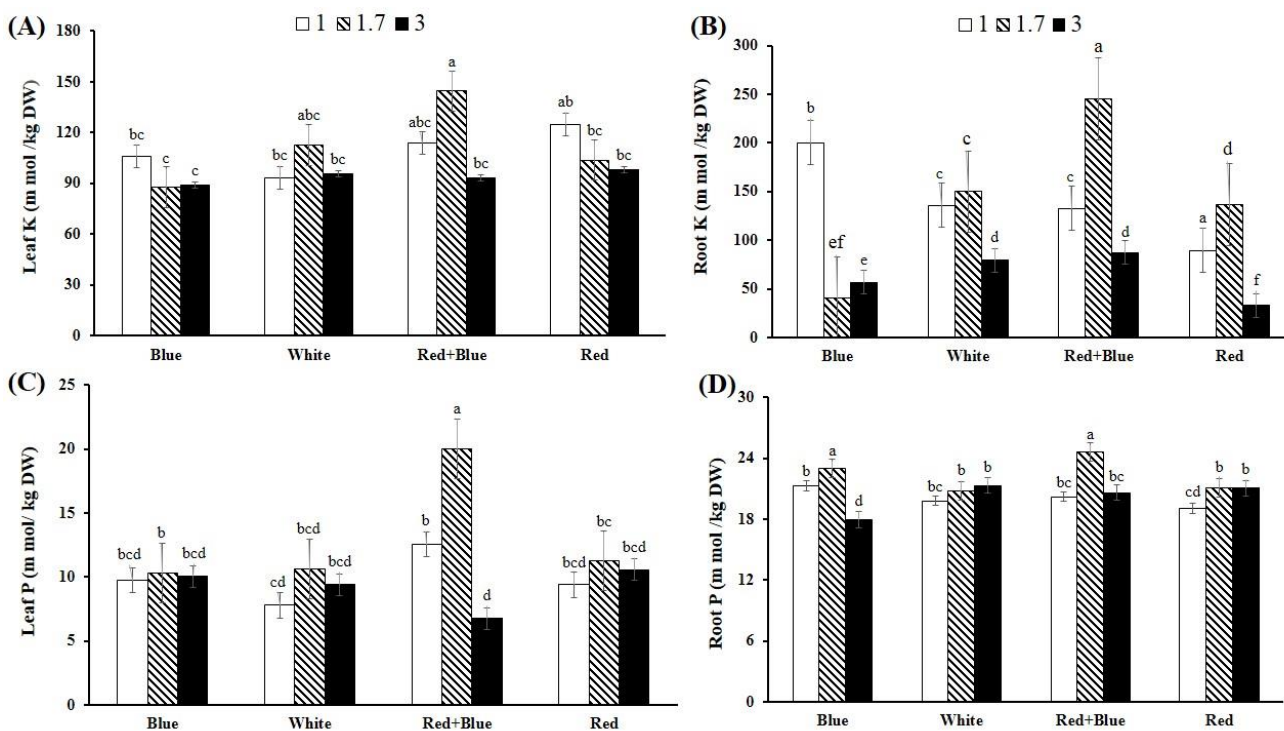 (A)
1 1.7 3
180
150
120
90
60
30
0
Leaf K (m mol /kg DW)
bc c c
bc abc bc
abc a bc
ab bc bc
Blue White Red+Blue Red
(B)
1 1.7 3
300
250
200
150
100
50
0
Root K (m mol /kg DW)
b ef e
c c d
c a d
a d f
Blue White Red+Blue Red
(C)
25
20
15
10
5
0
Leaf P (m mol/ kg DW)
bcd b bcd
cd bcd bcd
b a d
bcd bc bcd
Blue White Red+Blue Red
(D)
30
24
18
12
6
0
Root P (m mol /kg DW)
b a d
bc b b
bc a bc
cd b b
Blue White Red+Blue Red